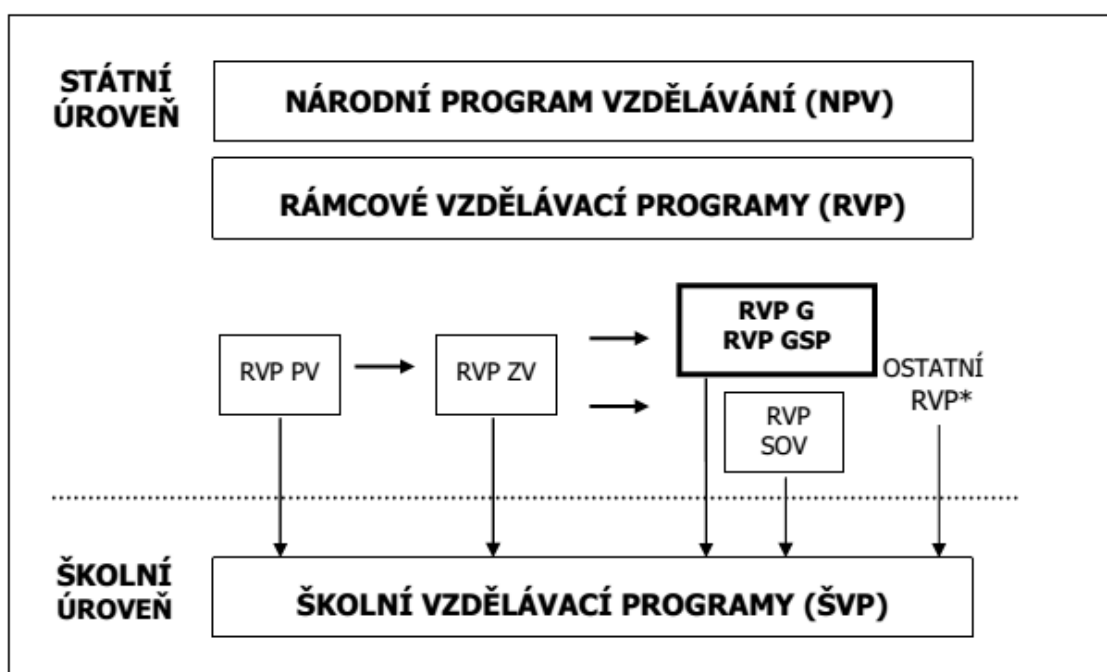 STÁTNÍ
ÚROVEŇ
NÁRODNÍ PROGRAM VZDĚLÁVÁNÍ (NPV)
RÁMCOVÉ VZDĚLÁVACÍ PROGRAMY (RVP)
RVP PV
RVP ZV
RVP G
RVP GSP
RVP
SOV
OSTATNÍ
RVP*
ŠKOLNÍ
ÚROVEŇ
ŠKOLNÍ VZDĚLÁVACÍ PROGRAMY (ŠVP)